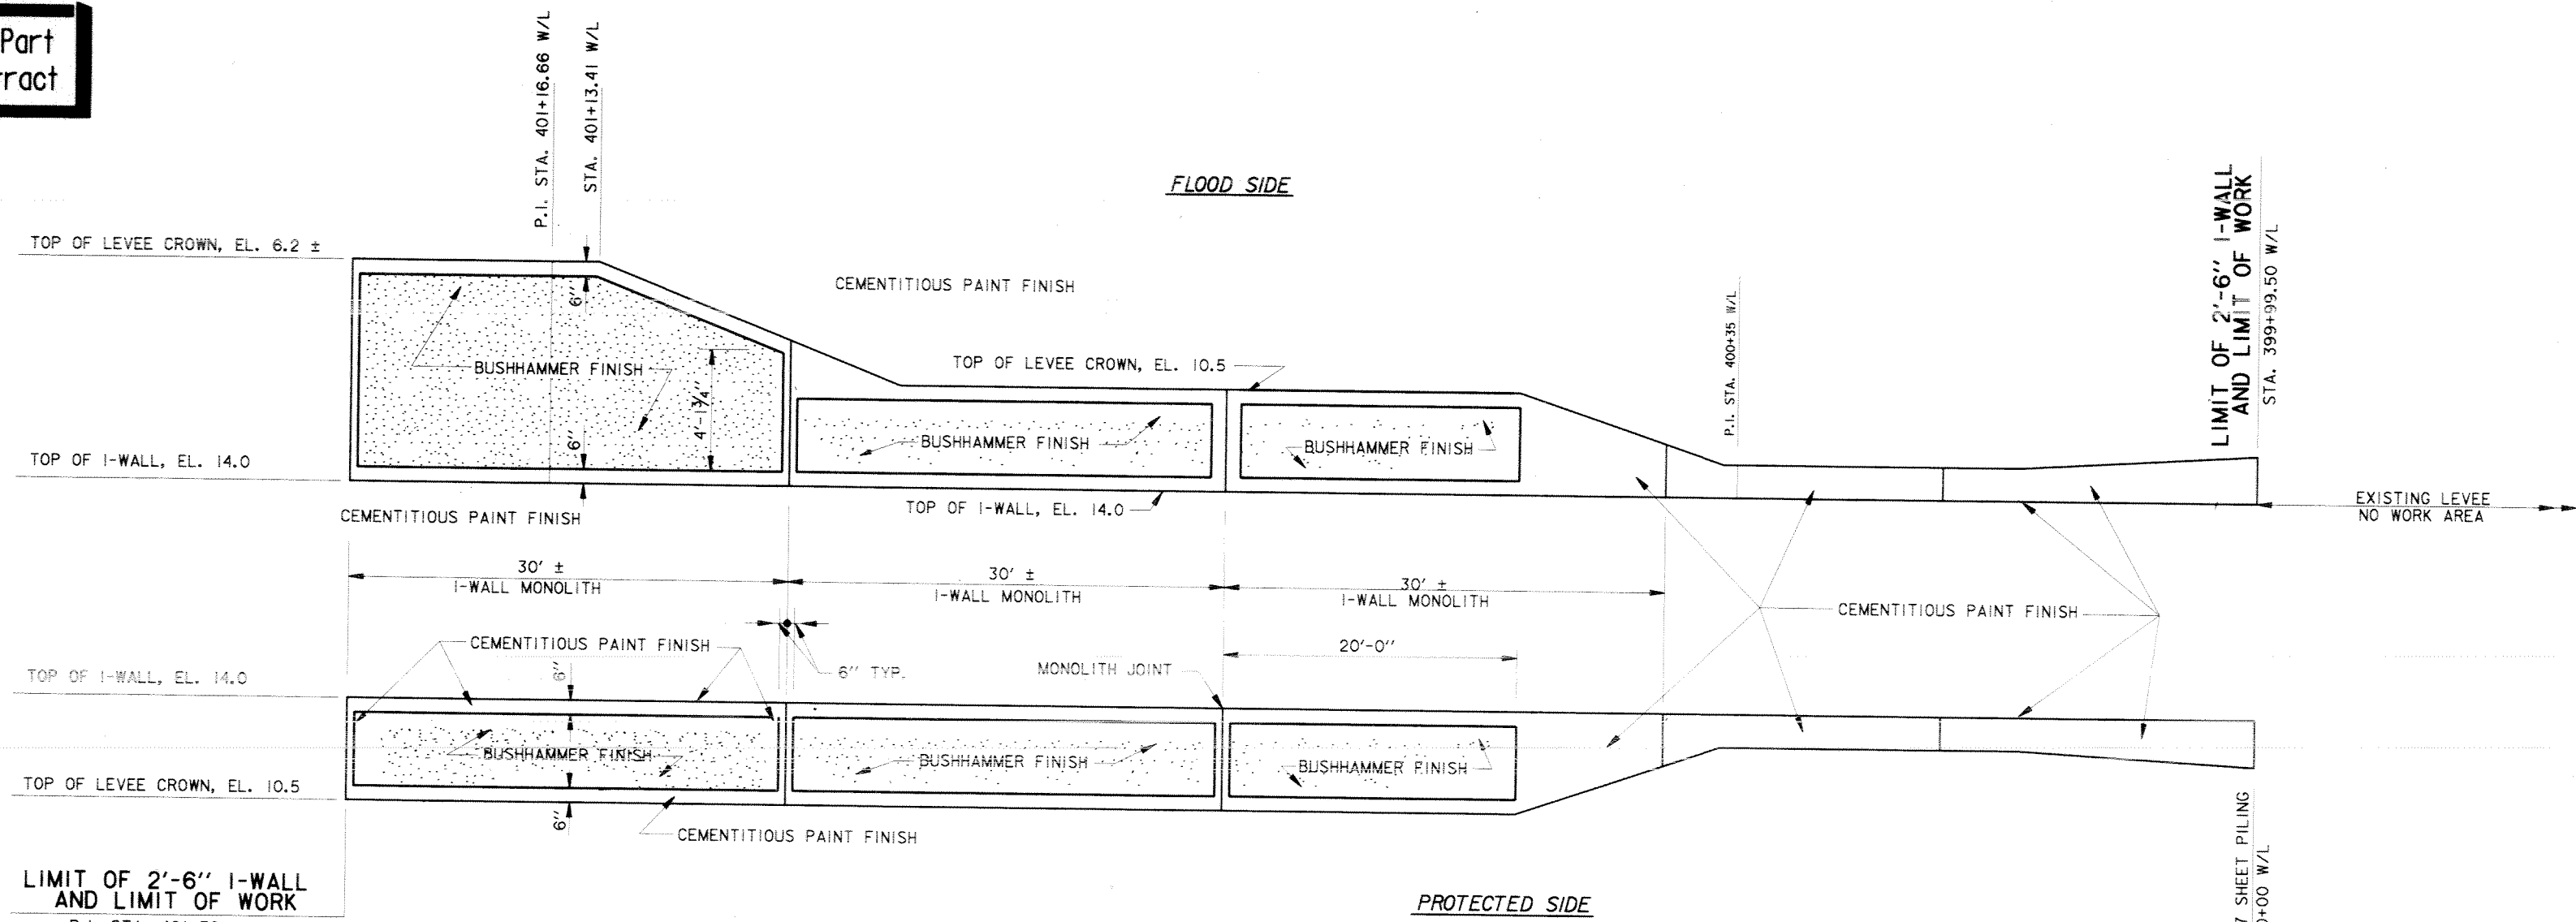 Part
P.I. STA. 401+16.66 W/L
STA. 401+13.41 W/L
FLOOD SIDE
LIMIT OF 2'-6'' I-WALL
AND LIMIT OF WORK
STA. 399+99.50 W/L
TOP OF LEVEE CROWN, EL. 6.2 ±
CEMENTITIOUS PAINT FINISH
6''
P.I. STA. 400+35 W/L
TOP OF LEVEE CROWN, EL. 10.5
BUSHHAMMER FINISH
4'-1¾''
BUSHHAMMER FINISH
BUSHHAMMER FINISH
6''
TOP OF I-WALL, EL. 14.0
TOP OF I-WALL, EL. 14.0
EXISTING LEVEE
NO WORK AREA
CEMENTITIOUS PAINT FINISH
30' ±
I-WALL MONOLITH
30' ±
I-WALL MONOLITH
30' ±
I-WALL MONOLITH
CEMENTITIOUS PAINT FINISH
CEMENTITIOUS PAINT FINISH
20'-0''
6''
6'' TYP.
MONOLITH JOINT
TOP OF I-WALL, EL. 14.0
BUSHHAMMER FINISH
BUSHHAMMER FINISH
BUSHHAMMER FINISH
TOP OF LEVEE CROWN, EL. 10.5
6''
CEMENTITIOUS PAINT FINISH
LIMIT OF 2'-6'' I-WALL
AND LIMIT OF WORK
PROTECTED SIDE
SHEET PILING
+00 W/L